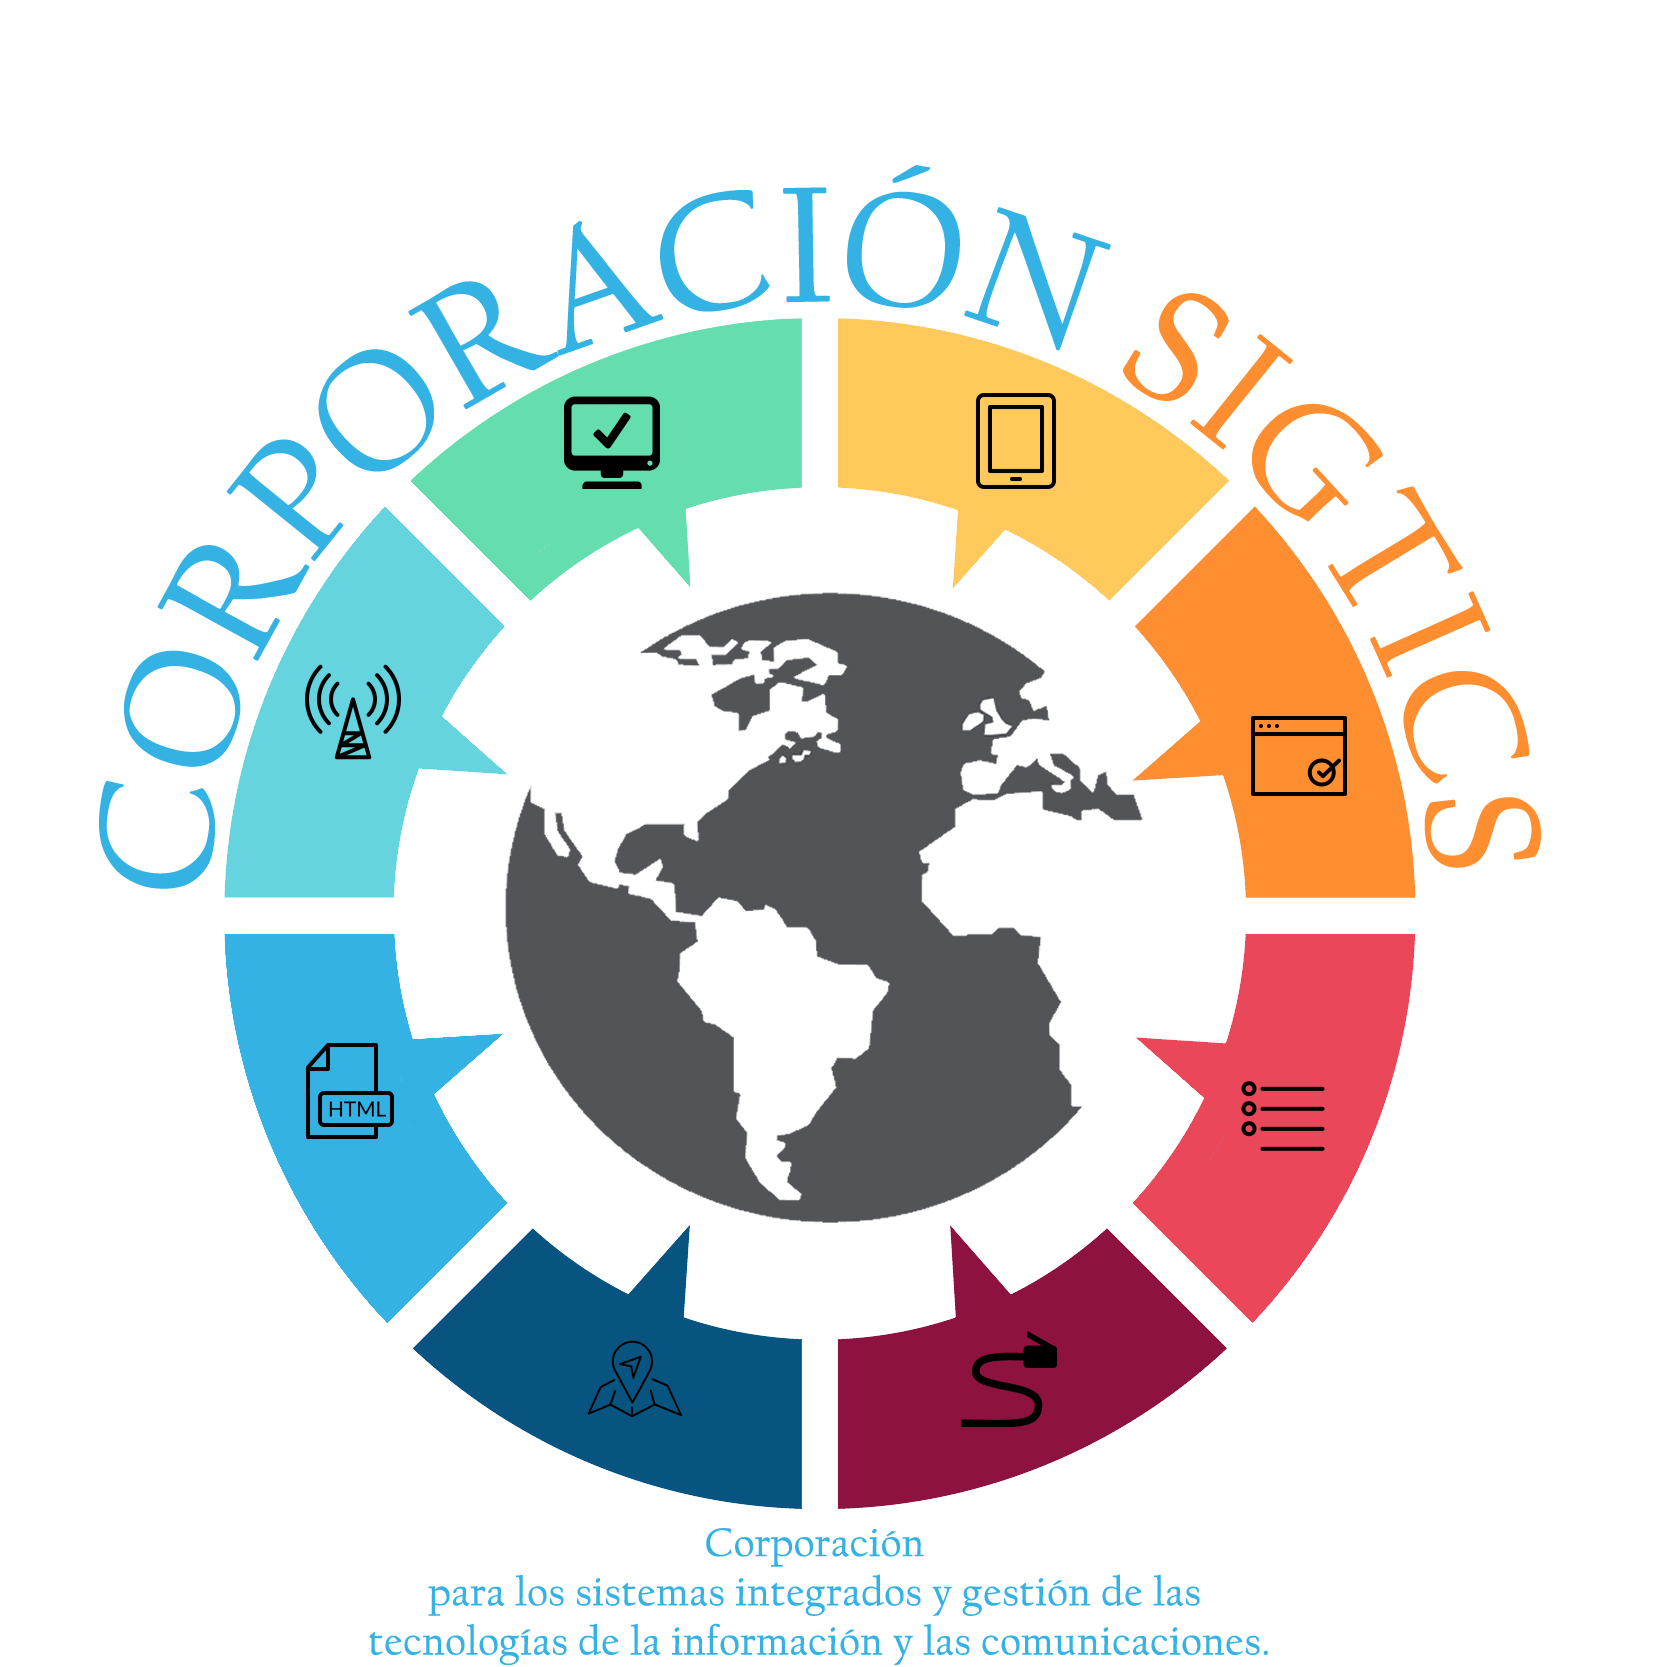 CORPORACIÓN SIGTICS
HTML
Corporación
para los sistemas integrados y gestión de las
tecnologías de la información y las comunicaciones.